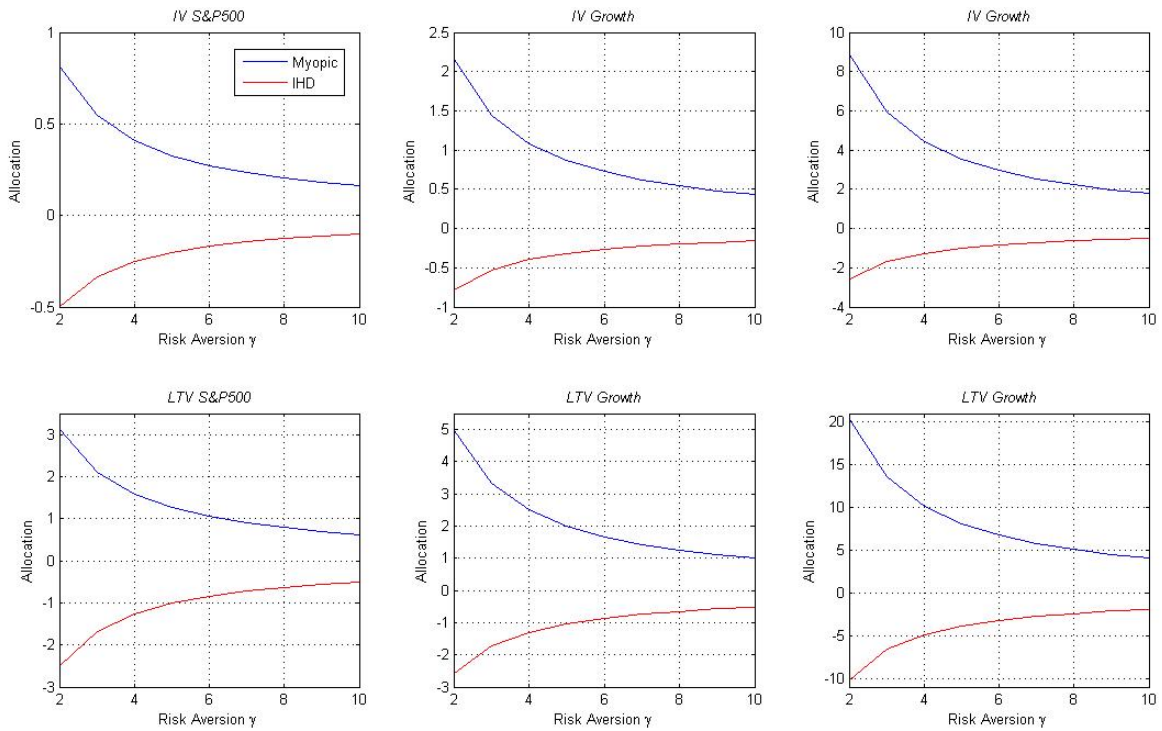 IV S&P500
1
0.5
0
-0.5
Allocation
2 4 6 8 10
Risk Aversion γ
Myopic
IHD
IV Growth
2.5
2
1.5
1
0.5
0
-0.5
-1
Allocation
2 4 6 8 10
Risk Aversion γ
IV Growth
10
8
6
4
2
0
-2
-4
Allocation
2 4 6 8 10
Risk Aversion γ
LTV S&P500
3
2
1
0
-1
-2
-3
Allocation
2 4 6 8 10
Risk Aversion γ
LTV Growth
5
4
3
2
1
0
-1
-2
-3
Allocation
2 4 6 8 10
Risk Aversion γ
LTV Growth
20
15
10
5
0
-5
-10
Allocation
2 4 6 8 10
Risk Aversion γ